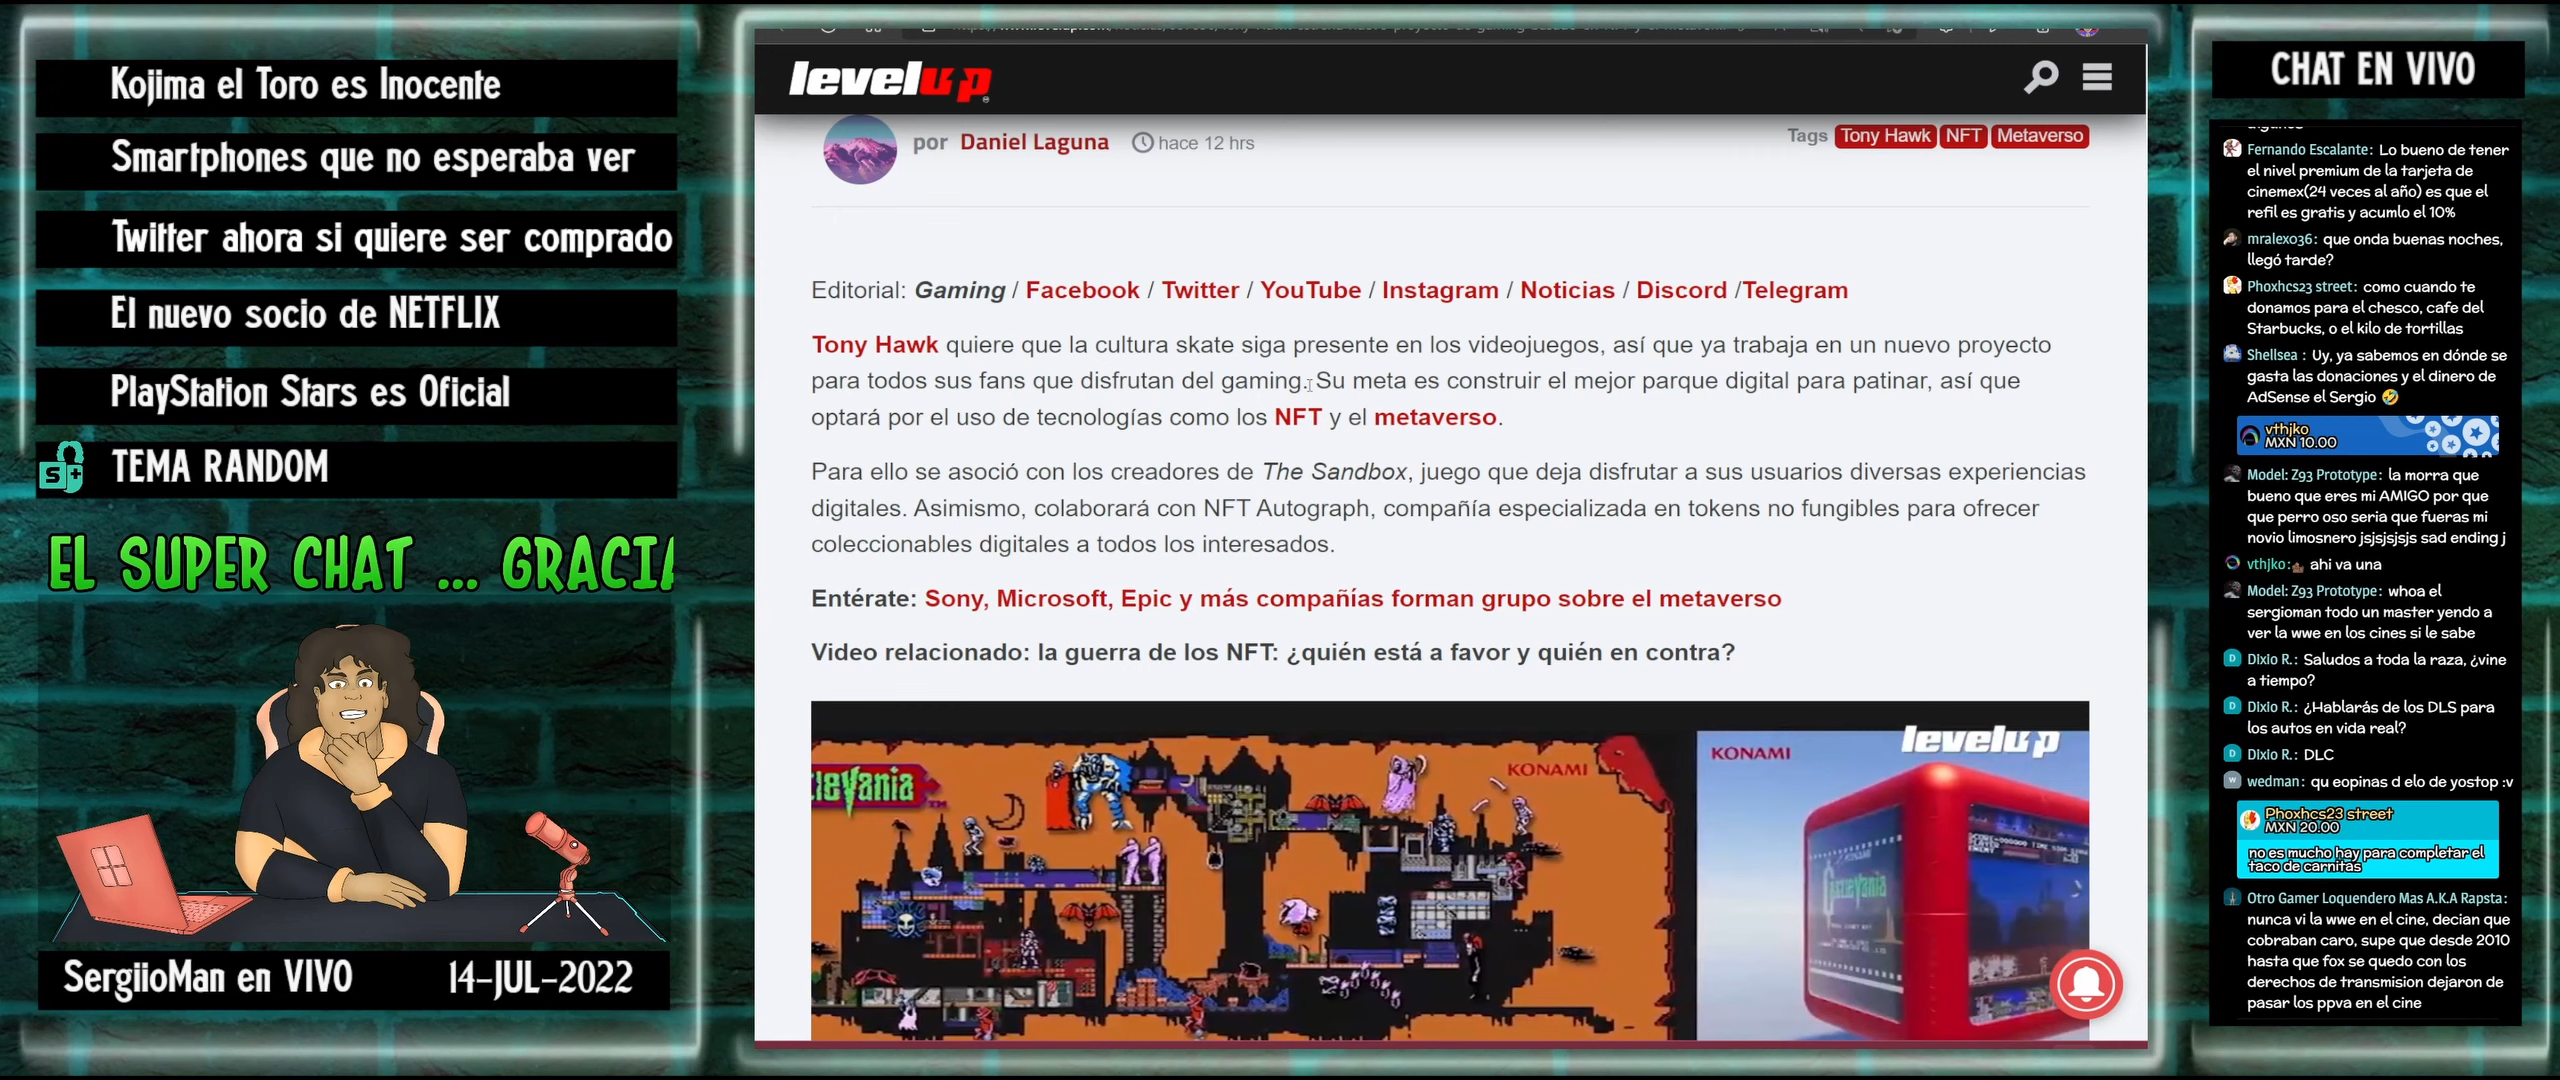 Kojima el Toro es Inocente
Smartphones que no esperaba ver
Twitter ahora si quiere ser comprado
El nuevo socio de NETFLIX
PlayStation Stars es Oficial
S+
TEMA RANDOM
EL SUPER CHAT ... GRACIA
SergiioMan en VIVO
14-JUL-2022
levelup
por Daniel Laguna hace 12 hrs
Tags Tony Hawk NFT Metaverso
Editorial: Gaming / Facebook / Twitter / YouTube / Instagram / Noticias / Discord /Telegram
Tony Hawk quiere que la cultura skate siga presente en los videojuegos, así que ya trabaja en un nuevo proyecto
para todos sus fans que disfrutan del gaming. Su meta es construir el mejor parque digital para patinar, así que
optará por el uso de tecnologías como los NFT y el metaverso.
Para ello se asoció con los creadores de The Sandbox, juego que deja disfrutar a sus usuarios diversas experiencias
digitales. Asimismo, colaborará con NFT Autograph, compañía especializada en tokens no fungibles para ofrecer
coleccionables digitales a todos los interesados.
Entérate: Sony, Microsoft, Epic y más compañías forman grupo sobre el metaverso
Video relacionado: la guerra de los NFT: ¿quién está a favor y quién en contra?
levelup
KONAMI
KONAMI
levania
Castlevania
CHAT EN VIVO
Fernando Escalante: Lo bueno de tener
el nivel premium de la tarjeta de
cinemex(24 veces al año) es que el
refil es gratis y acumlo el 10%
mralex036: que onda buenas noches,
llegó tarde?
Phoxhcs23 street: como cuando te
donamos para el chesco, cafe del
Starbucks, o el kilo de tortillas
Shellsea : Uy, ya sabemos en dónde se
gasta las donaciones y el dinero de
AdSense el Sergio 🤣
vthjko
MXN 10.00
Model: Z93 Prototype: la morra que
bueno que eres mi AMIGO por que
que perro oso seria que fueras mi
novio limosnero jsjsjsjsjs sad ending j
vthjko: ahi va una
Model: Z93 Prototype: whoa el
sergioman todo un master yendo a
ver la wwe en los cines si le sabe
D Dixio R.: Saludos a toda la raza, ¿vine
a tiempo?
D Dixio R.: ¿Hablarás de los DLS para
los autos en vida real?
D Dixio R.: DLC
w wedman: qu eopinas d elo de yostop :v
Phoxhcs23 street
MXN 20.00
no es mucho hay para completar el
taco de carnitas
Otro Gamer Loquendero Mas A.K.A Rapsta:
nunca vi la wwe en el cine, decian que
cobraban caro, supe que desde 2010
hasta que fox se quedo con los
derechos de transmision dejaron de
pasar los ppva en el cine